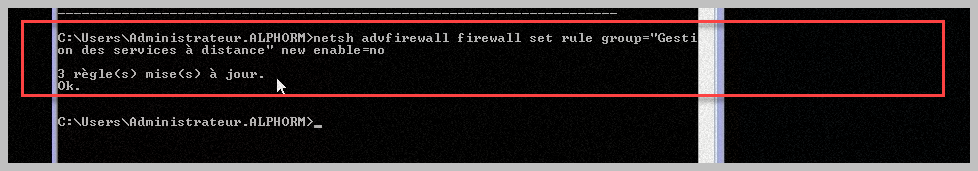 C:\Users\Administrateur.ALPHORM>netsh advfirewall firewall set rule group="Gesti
on des services à distance" new enable=no
3 règle(s) mise(s) à jour.
Ok.
C:\Users\Administrateur.ALPHORM>_